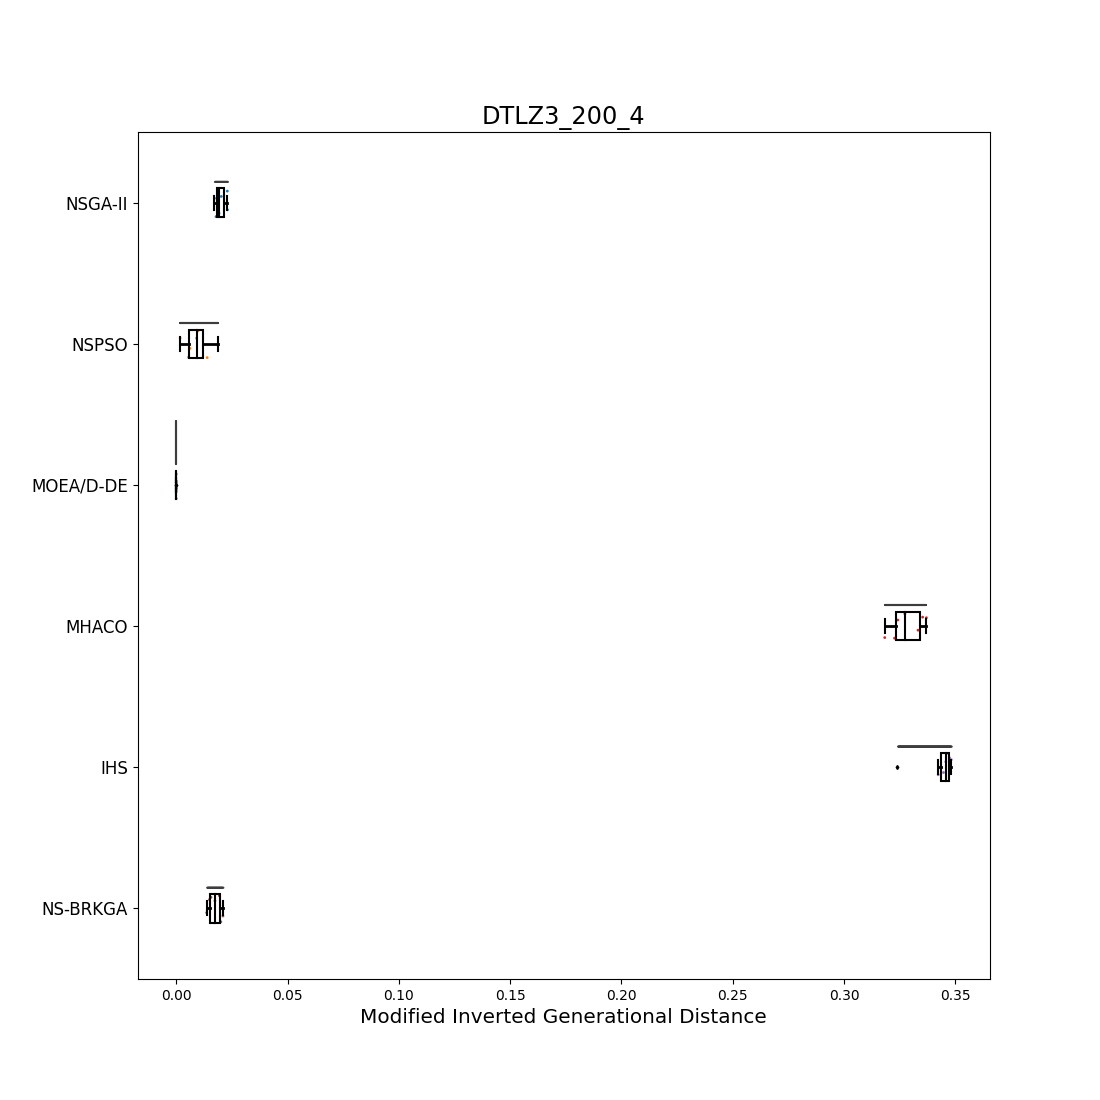 DTLZ3_200_4
NSGA-II
NSPSO
MOEA/D-DE
MHACO
IHS
NS-BRKGA
0.00 0.05 0.10 0.15 0.20 0.25 0.30 0.35
Modified Inverted Generational Distance